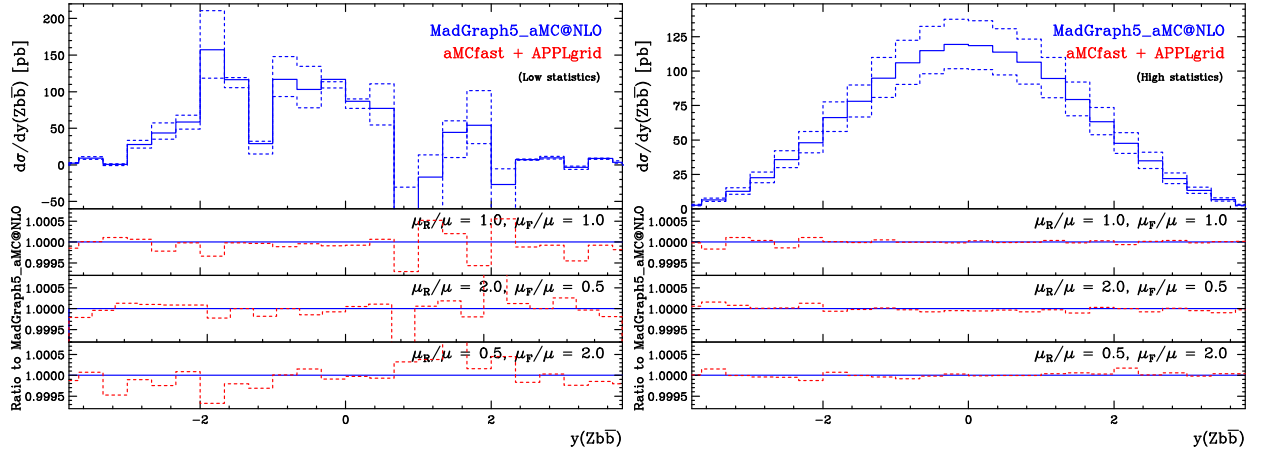 MadGraph5_aMC@NLO
aMCfast + APPLgrid
(Low statistics)
dσ/dy(Zbb̅) [pb]
200
150
100
50
0
−50
μR/μ = 1.0, μF/μ = 1.0
1.0005
1.0000
0.9995
μR/μ = 2.0, μF/μ = 0.5
1.0005
1.0000
0.9995
μR/μ = 0.5, μF/μ = 2.0
1.0005
1.0000
0.9995
Ratio to MadGraph5_aMC@NLO
-2
0
2
y(Zbb̅)
MadGraph5_aMC@NLO
aMCfast + APPLgrid
(High statistics)
dσ/dy(Zbb̅) [pb]
125
100
75
50
25
0
μR/μ = 1.0, μF/μ = 1.0
1.0005
1.0000
0.9995
μR/μ = 2.0, μF/μ = 0.5
1.0005
1.0000
0.9995
μR/μ = 0.5, μF/μ = 2.0
1.0005
1.0000
0.9995
Ratio to MadGraph5_aMC@NLO
-2
0
2
y(Zbb̅)